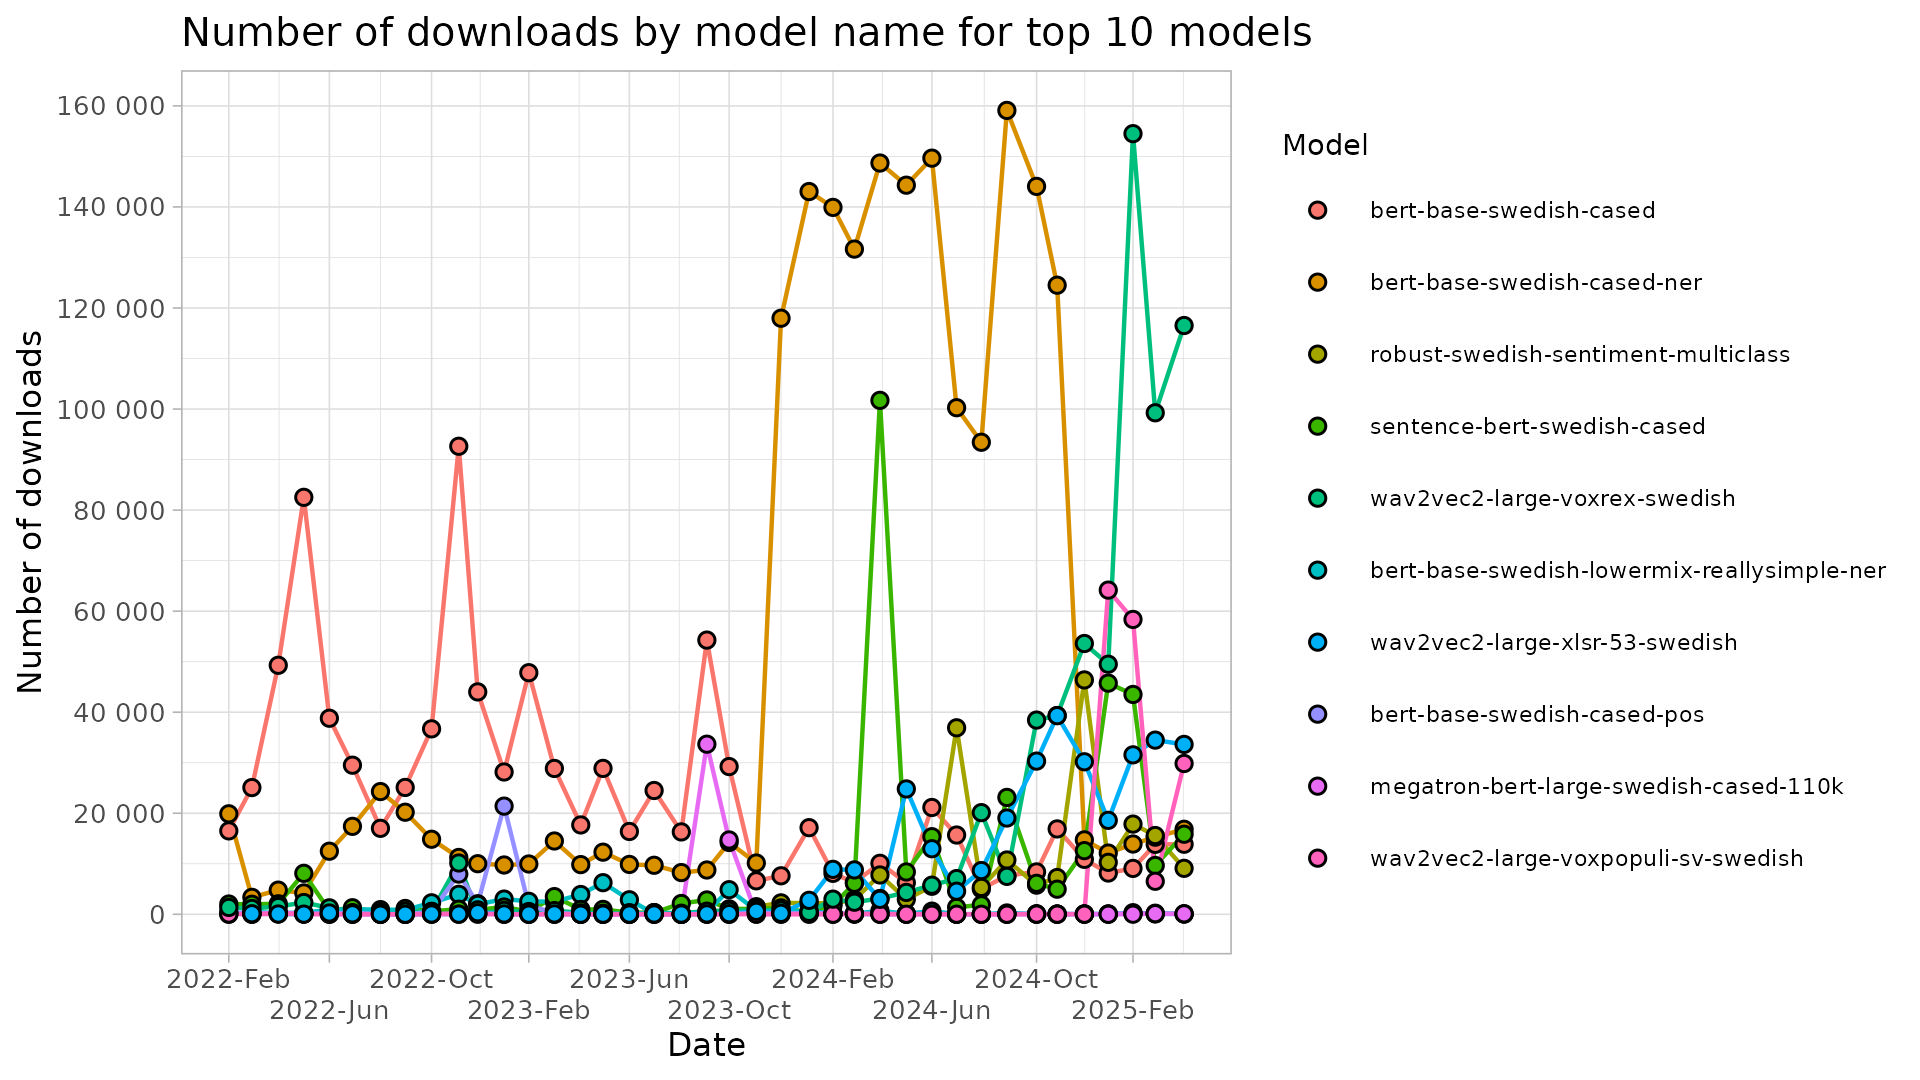 Number of downloads by model name for top 10 models
160 000
140 000
120 000
100 000
80 000
60 000
40 000
20 000
0
Number of downloads
2022-Feb
2022-Jun
2022-Oct
2023-Feb
2023-Jun
2023-Oct
2024-Feb
2024-Jun
2024-Oct
2025-Feb
Date
Model
bert-base-swedish-cased
bert-base-swedish-cased-ner
robust-swedish-sentiment-multiclass
sentence-bert-swedish-cased
wav2vec2-large-voxrex-swedish
bert-base-swedish-lowermix-reallysimple-ner
wav2vec2-large-xlsr-53-swedish
bert-base-swedish-cased-pos
megatron-bert-large-swedish-cased-110k
wav2vec2-large-voxpopuli-sv-swedish